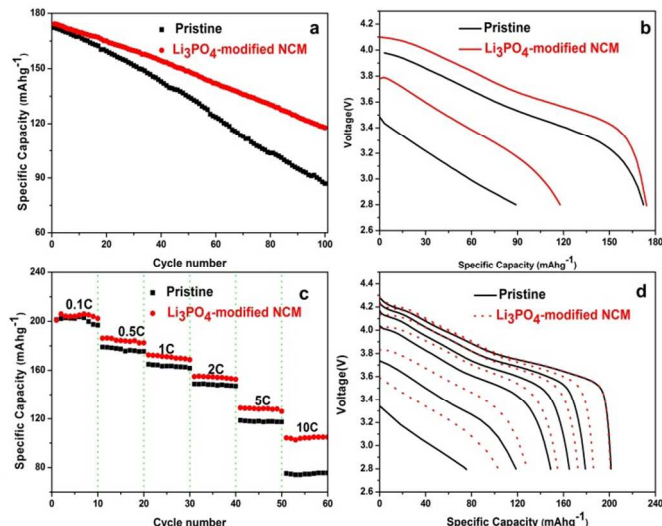 180
150
120
90
60
Specific Capacity (mAhg⁻¹)
Pristine
Li₃PO₄-modified NCM
a
0 20 40 60 80 100
Cycle number
4.2
4.0
3.8
3.6
3.4
3.2
3.0
2.8
2.6
Voltage(V)
Pristine
Li₃PO₄-modified NCM
b
0 30 60 90 120 150 180
Specific Capacity (mAhg⁻¹)
240
200
160
120
80
Specific Capacity (mAhg⁻¹)
Pristine
Li₃PO₄-modified NCM
c
0.1C
0.5C
1C
2C
5C
10C
0 10 20 30 40 50 60
Cycle number
4.4
4.2
4.0
3.8
3.6
3.4
3.2
3.0
2.8
2.6
Voltage(V)
Pristine
Li₃PO₄-modified NCM
d
0 40 80 120 160 200 240
Specific Capacity (mAhg⁻¹)